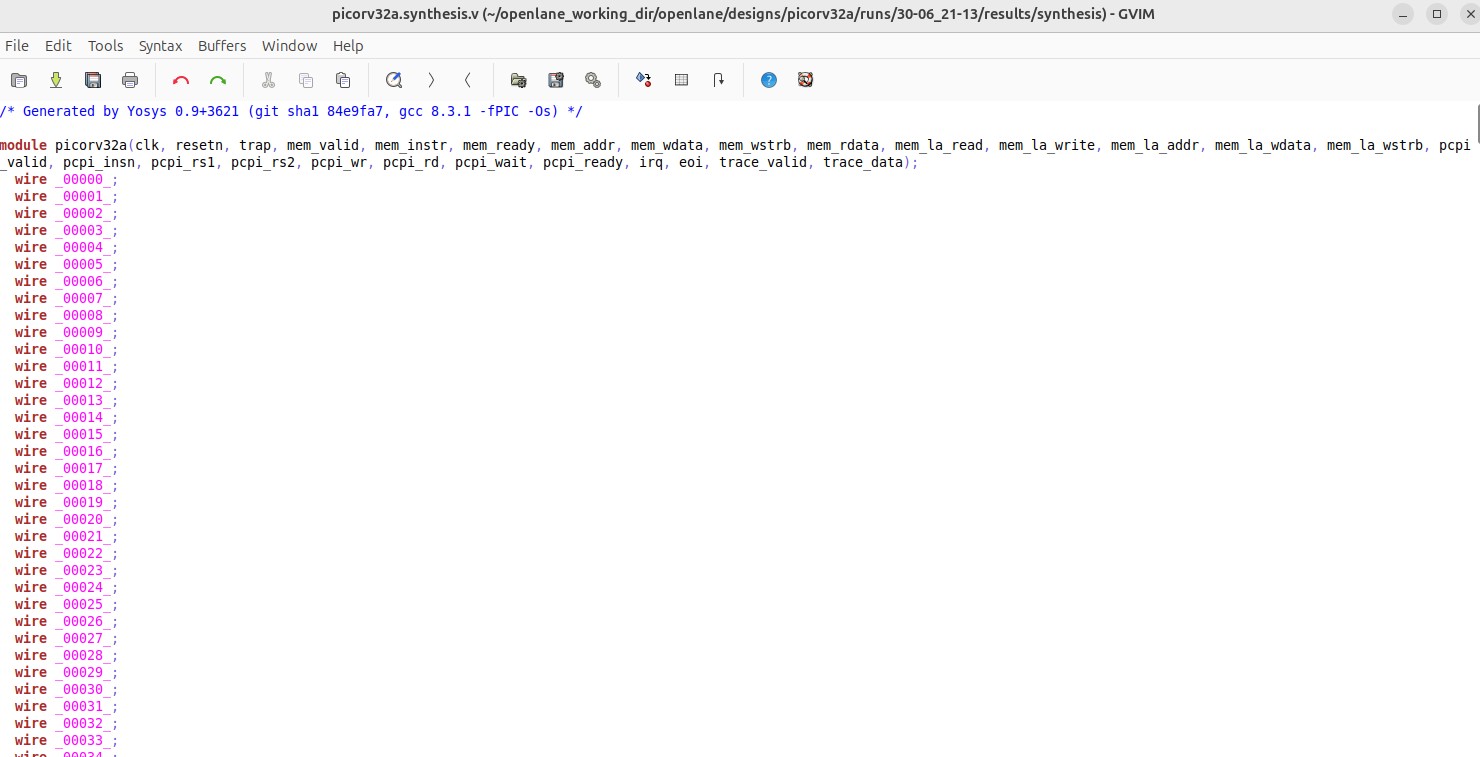 picorv32a.synthesis.v (~/openlane_working_dir/openlane/designs/picorv32a/runs/30-06_21-13/results/synthesis) - GVIM
File Edit Tools Syntax Buffers Window Help
/* Generated by Yosys 0.9+3621 (git sha1 84e9fa7, gcc 8.3.1 -fPIC -Os) */
module picorv32a(clk, resetn, trap, mem_valid, mem_instr, mem_ready, mem_addr, mem_wdata, mem_wstrb, mem_rdata, mem_la_read, mem_la_write, mem_la_addr, mem_la_wdata, mem_la_wstrb, pcpi
_valid, pcpi_insn, pcpi_rs1, pcpi_rs2, pcpi_wr, pcpi_rd, pcpi_wait, pcpi_ready, irq, eoi, trace_valid, trace_data);
wire _00000_;
wire _00001_;
wire _00002_;
wire _00003_;
wire _00004_;
wire _00005_;
wire _00006_;
wire _00007_;
wire _00008_;
wire _00009_;
wire _00010_;
wire _00011_;
wire _00012_;
wire _00013_;
wire _00014_;
wire _00015_;
wire _00016_;
wire _00017_;
wire _00018_;
wire _00019_;
wire _00020_;
wire _00021_;
wire _00022_;
wire _00023_;
wire _00024_;
wire _00025_;
wire _00026_;
wire _00027_;
wire _00028_;
wire _00029_;
wire _00030_;
wire _00031_;
wire _00032_;
wire _00033_;
wire _00034_;